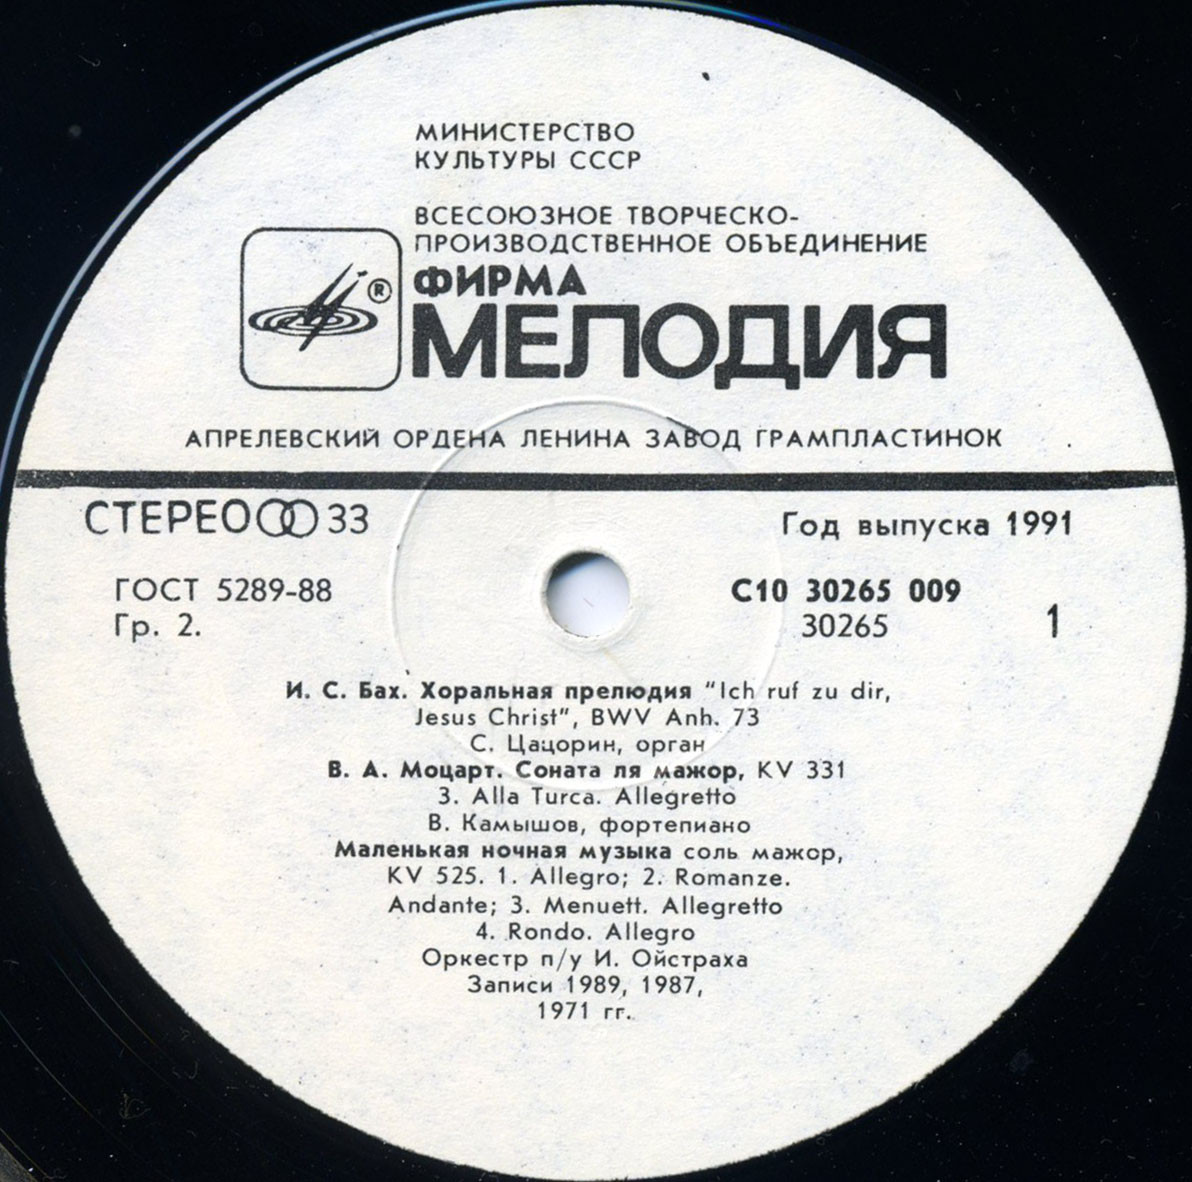 МИНИСТЕРСТВО
КУЛЬТУРЫ СССР
ВСЕСОЮЗНОЕ ТВОРЧЕСКО-
ПРОИЗВОДСТВЕННОЕ ОБЪЕДИНЕНИЕ
ФИРМА
®
МЕЛОДИЯ
АПРЕЛЕВСКИЙ ОРДЕНА ЛЕНИНА ЗАВОД ГРАМПЛАСТИНОК
СТЕРЕО 33
Год выпуска 1991
ГОСТ 5289-88
Гр. 2.
С10 30265 009
30265
1
И. С. Бах. Хоральная прелюдия "Ich ruf zu dir,
Jesus Christ", BWV Anh. 73
С. Цацорин, орган
В. А. Моцарт. Соната ля мажор, KV 331
3. Alla Turca. Allegretto
В. Камышов, фортепиано
Маленькая ночная музыка соль мажор,
KV 525. 1. Allegro; 2. Romanze.
Andante; 3. Menuett. Allegretto
4. Rondo. Allegro
Оркестр п/у И. Ойстраха
Записи 1989, 1987,
1971 гг.